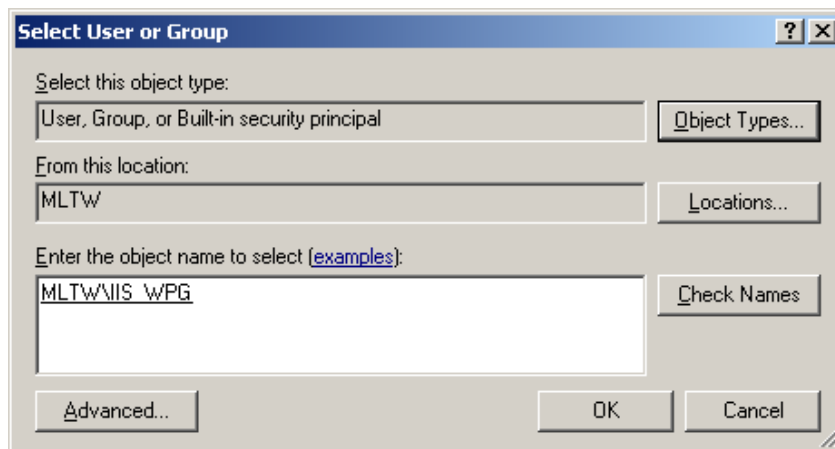 Select User or Group
Select this object type:
User, Group, or Built-in security principal
Object Types...
From this location:
MLTW
Locations...
Enter the object name to select (examples):
MLTW\IIS_WPG
Check Names
Advanced...
OK
Cancel